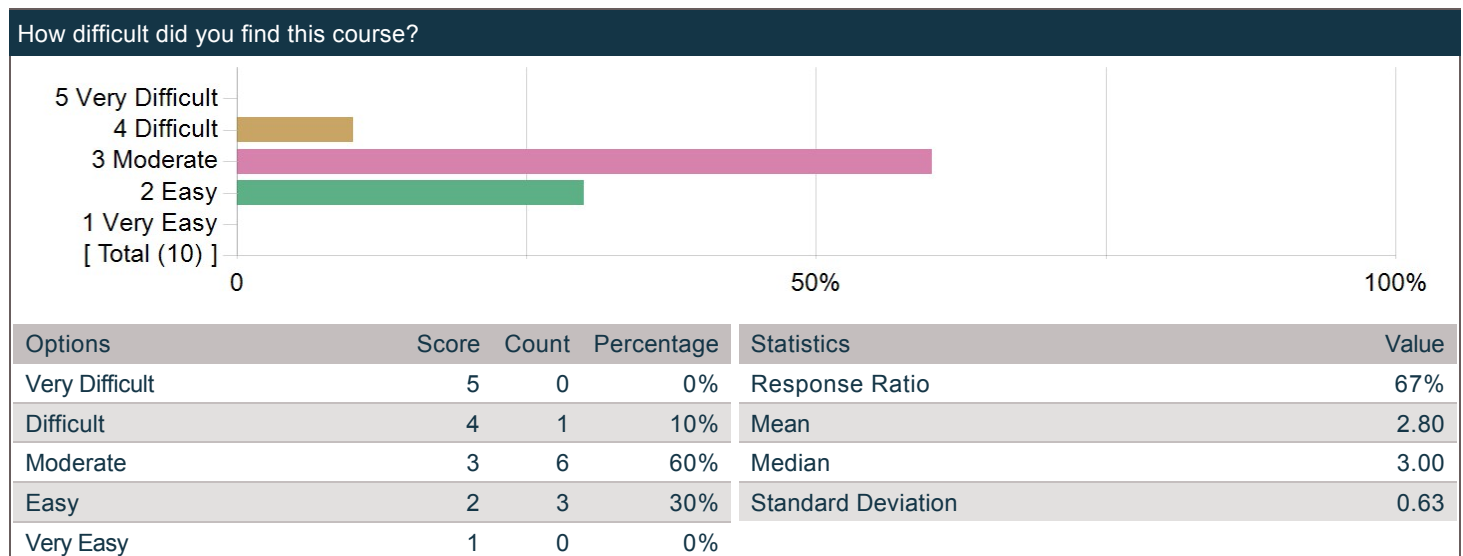 How difficult did you find this course?
5 Very Difficult
4 Difficult
3 Moderate
2 Easy
1 Very Easy
[ Total (10) ]
0 50% 100%
Options Score Count Percentage
Very Difficult 5 0 0%
Difficult 4 1 10%
Moderate 3 6 60%
Easy 2 3 30%
Very Easy 1 0 0%
Statistics Value
Response Ratio 67%
Mean 2.80
Median 3.00
Standard Deviation 0.63